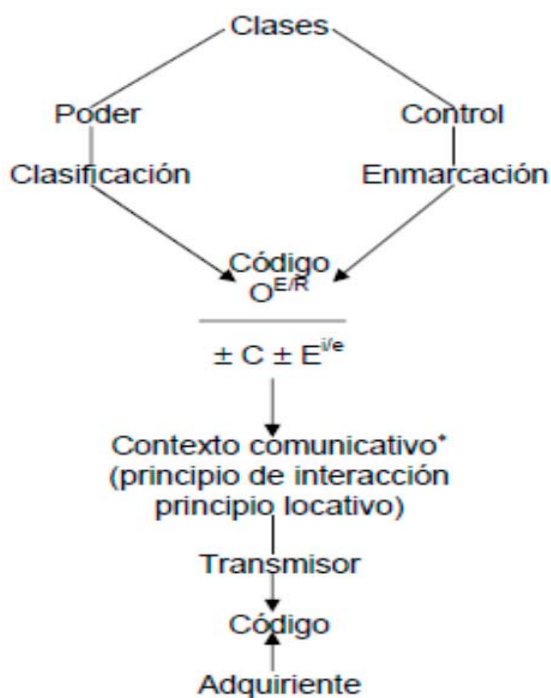 Clases
Poder Control
Clasificación Enmarcación
Código
O^E/R
± C ± E^i/e
Contexto comunicativo*
(principio de interacción
principio locativo)
Transmisor
Código
Adquiriente